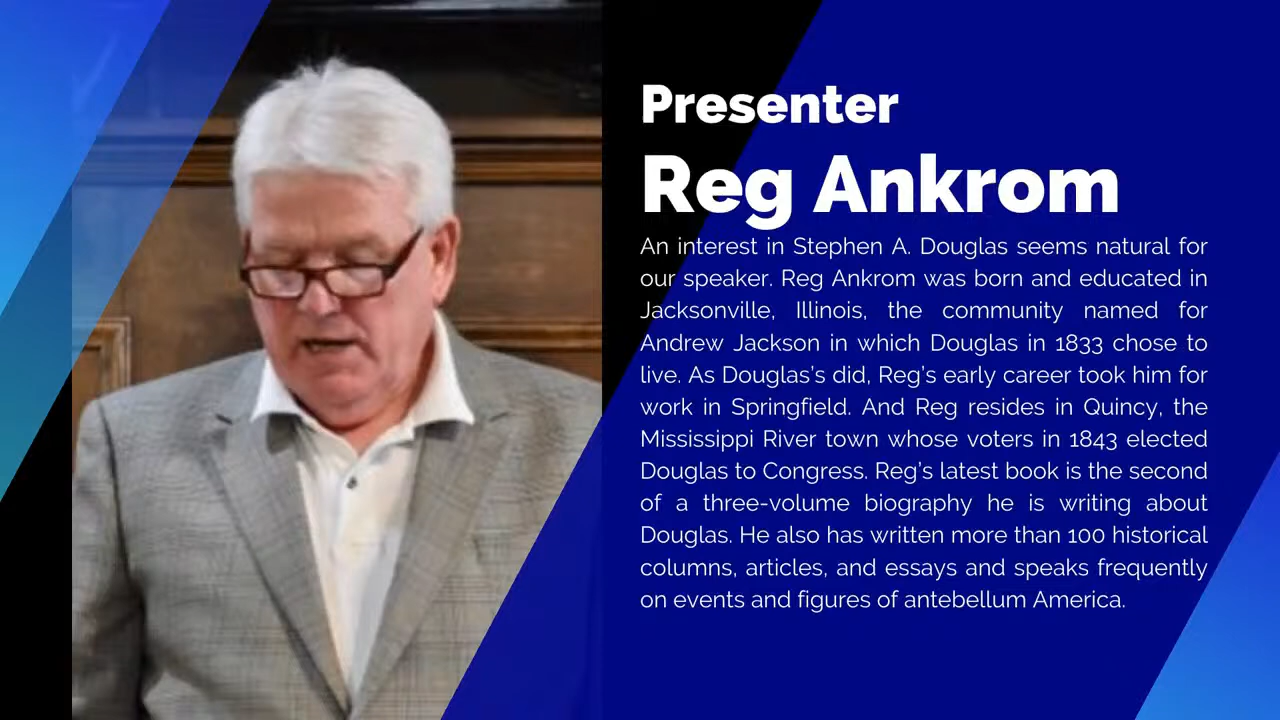 Presenter
Reg Ankrom
An interest in Stephen A. Douglas seems natural for
our speaker. Reg Ankrom was born and educated in
Jacksonville, Illinois, the community named for
Andrew Jackson in which Douglas in 1833 chose to
live. As Douglas's did, Reg's early career took him for
work in Springfield. And Reg resides in Quincy, the
Mississippi River town whose voters in 1843 elected
Douglas to Congress. Reg's latest book is the second
of a three-volume biography he is writing about
Douglas. He also has written more than 100 historical
columns, articles, and essays and speaks frequently
on events and figures of antebellum America.